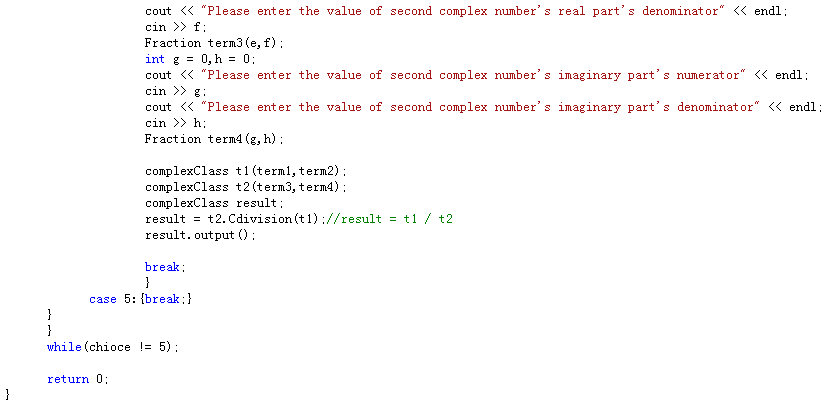 cout << "Please enter the value of second complex number's real part's denominator" << endl;
cin >> f;
Fraction term3(e,f);
int g = 0,h = 0;
cout << "Please enter the value of second complex number's imaginary part's numerator" << endl;
cin >> g;
cout << "Please enter the value of second complex number's imaginary part's denominator" << endl;
cin >> h;
Fraction term4(g,h);
complexClass t1(term1,term2);
complexClass t2(term3,term4);
complexClass result;
result = t2.Cdivision(t1);//result = t1 / t2
result.output();
break;
}
case 5:{break;}
}
}
while(chioce != 5);
return 0;
}